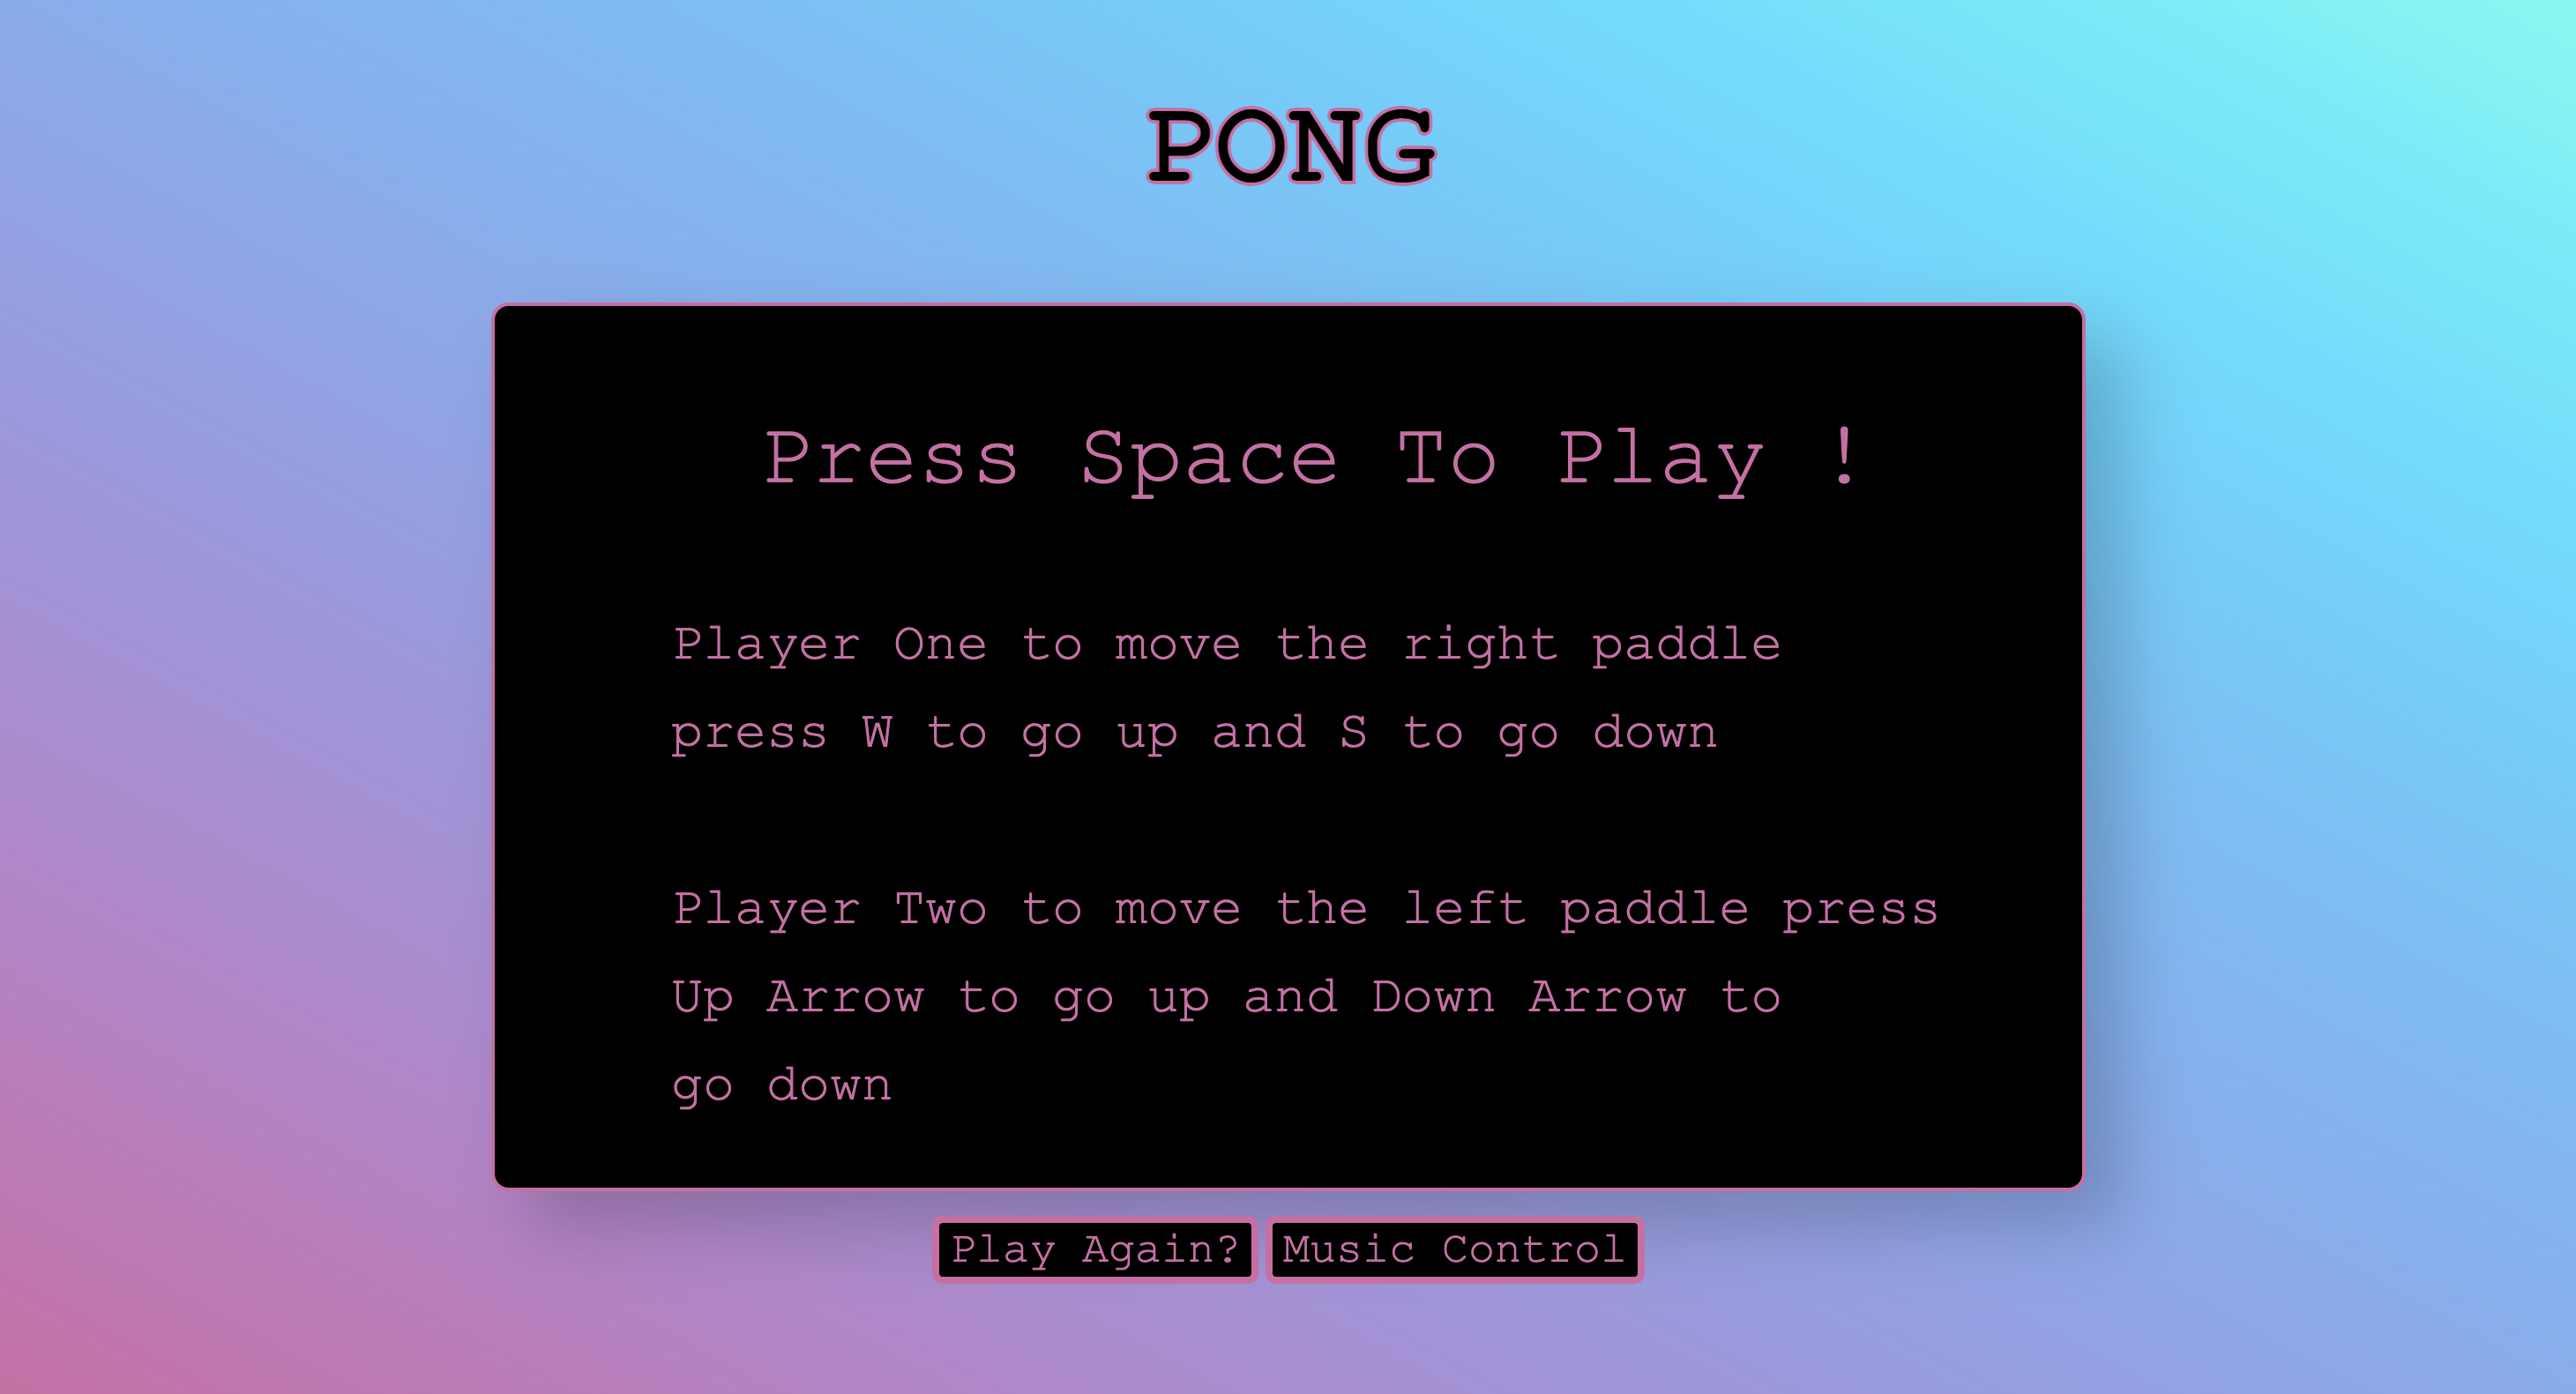 PONG
Press Space To Play !
Player One to move the right paddle
press W to go up and S to go down
Player Two to move the left paddle press
Up Arrow to go up and Down Arrow to
go down
Play Again?
Music Control